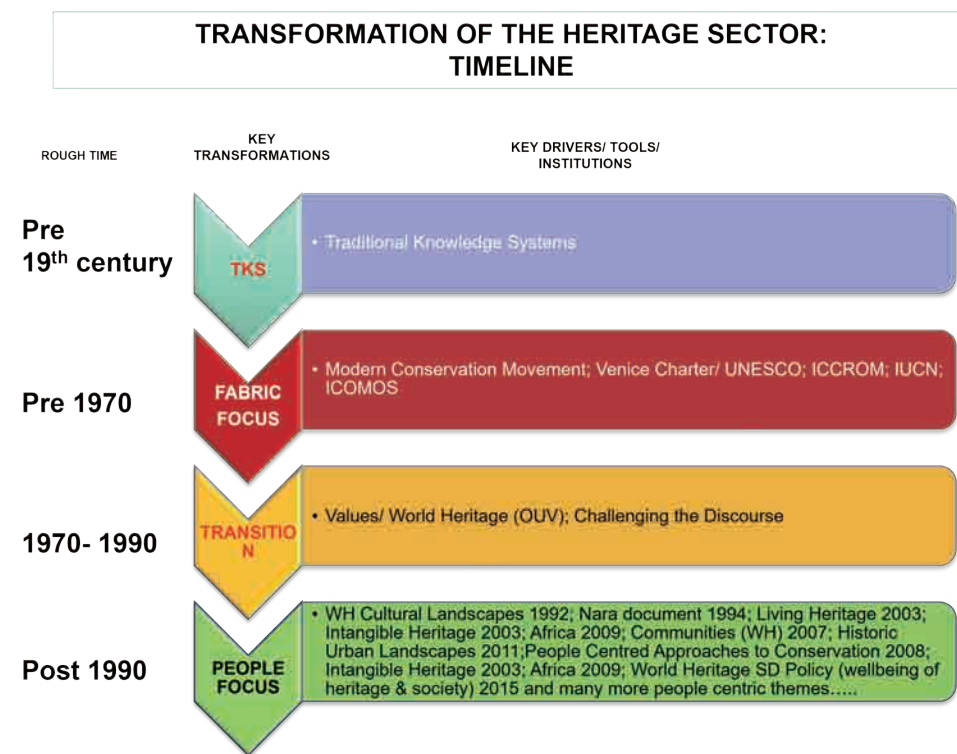 TRANSFORMATION OF THE HERITAGE SECTOR:
TIMELINE
ROUGH TIME
KEY
TRANSFORMATIONS
KEY DRIVERS/ TOOLS/
INSTITUTIONS
Pre
19th century
TKS
• Traditional Knowledge Systems
Pre 1970
FABRIC
FOCUS
• Modern Conservation Movement; Venice Charter/ UNESCO; ICCROM; IUCN;
ICOMOS
1970- 1990
TRANSITIO
N
• Values/ World Heritage (OUV); Challenging the Discourse
Post 1990
PEOPLE
FOCUS
• WH Cultural Landscapes 1992; Nara document 1994; Living Heritage 2003;
Intangible Heritage 2003; Africa 2009; Communities (WH) 2007; Historic
Urban Landscapes 2011;People Centred Approaches to Conservation 2008;
Intangible Heritage 2003; Africa 2009; World Heritage SD Policy (wellbeing of
heritage & society) 2015 and many more people centric themes.....